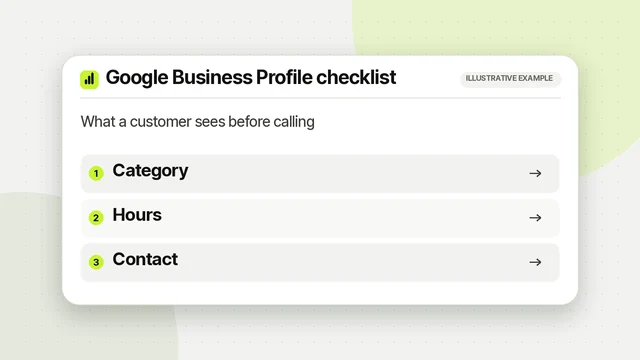 Google Business Profile checklist
ILLUSTRATIVE EXAMPLE
What a customer sees before calling
1 Category →
2 Hours →
3 Contact →